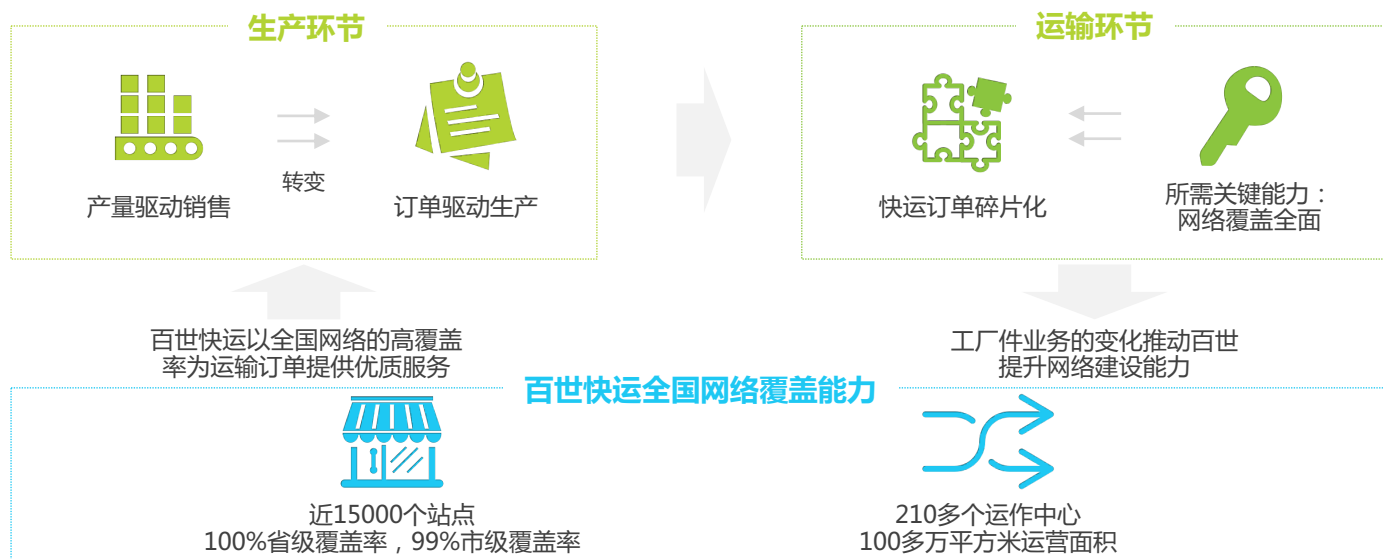 生产环节
产量驱动销售
转变
订单驱动生产
运输环节
快运订单碎片化
所需关键能力：
网络覆盖全面
百世快运以全国网络的高覆盖
率为运输订单提供优质服务
工厂件业务的变化推动百世
提升网络建设能力
百世快运全国网络覆盖能力
近15000个站点
100%省级覆盖率，99%市级覆盖率
210多个运作中心
100多万平方米运营面积